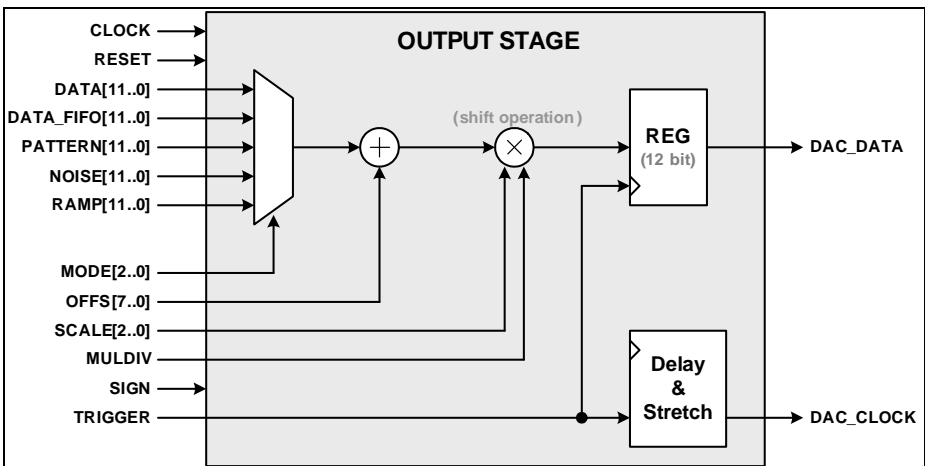 CLOCK
OUTPUT STAGE
RESET
DATA[11..0]
DATA_FIFO[11..0]
(shift operation)
REG
(12 bit)
PATTERN[11..0]
DAC_DATA
NOISE[11..0]
RAMP[11..0]
MODE[2..0]
OFFS[7..0]
SCALE[2..0]
MULDIV
Delay
&
Stretch
SIGN
TRIGGER
DAC_CLOCK